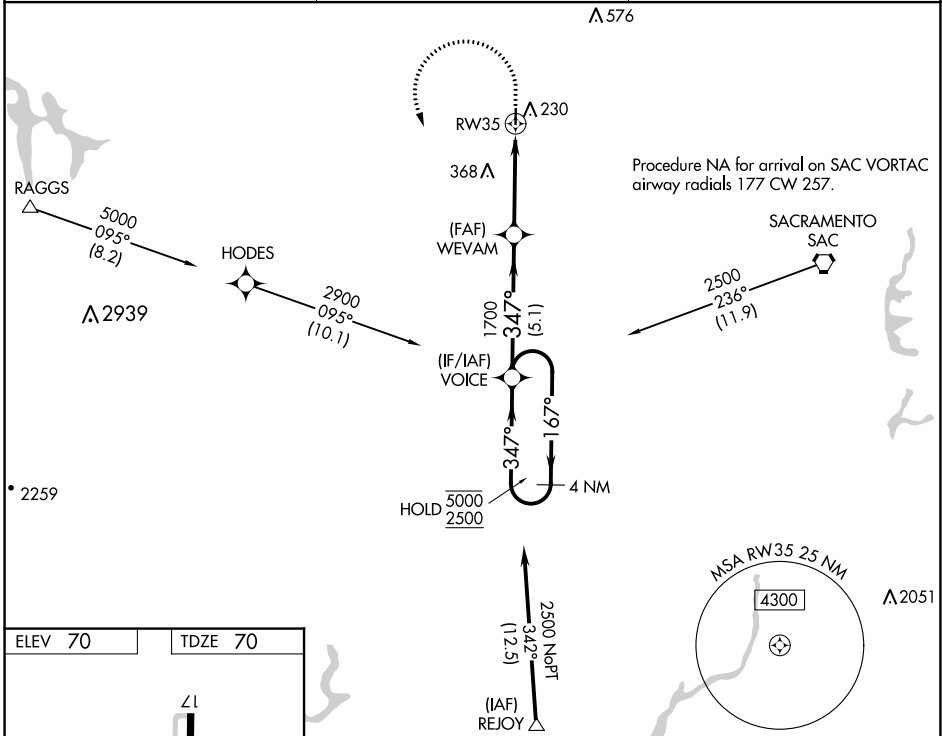 576
230
RW35
368
Procedure NA for arrival on SAC VORTAC
airway radials 177 CW 257.
RAGGS
5000
095°
(8.2)
(FAF)
WEVAM
SACRAMENTO
SAC
HODES
2500
236°
(11.9)
2939
2900
095°
(10.1)
1700
347°
(5.1)
(IF/IAF)
VOICE
347°
167°
2259
HOLD 5000
2500
4 NM
MSA RW35 25 NM
4300
2051
2500 NoPT
342°
(12.5)
(IAF)
REJOY
ELEV 70
TDZE 70
17